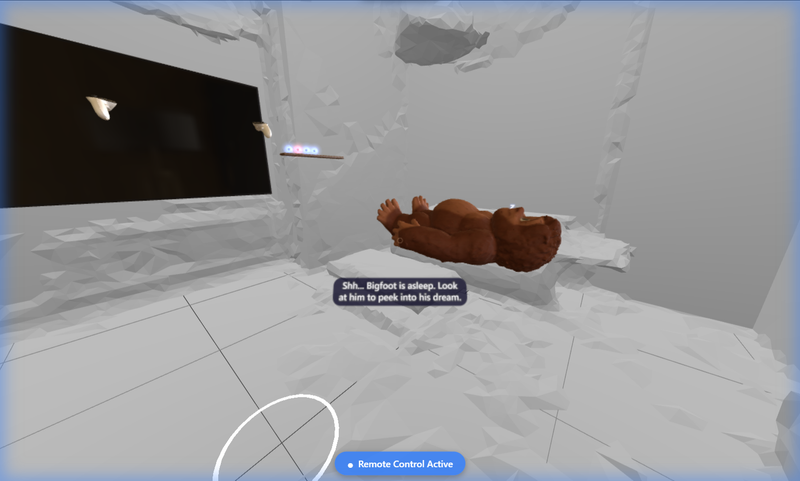 Shh... Bigfoot is asleep. Look
at him to peek into his dream.
Remote Control Active